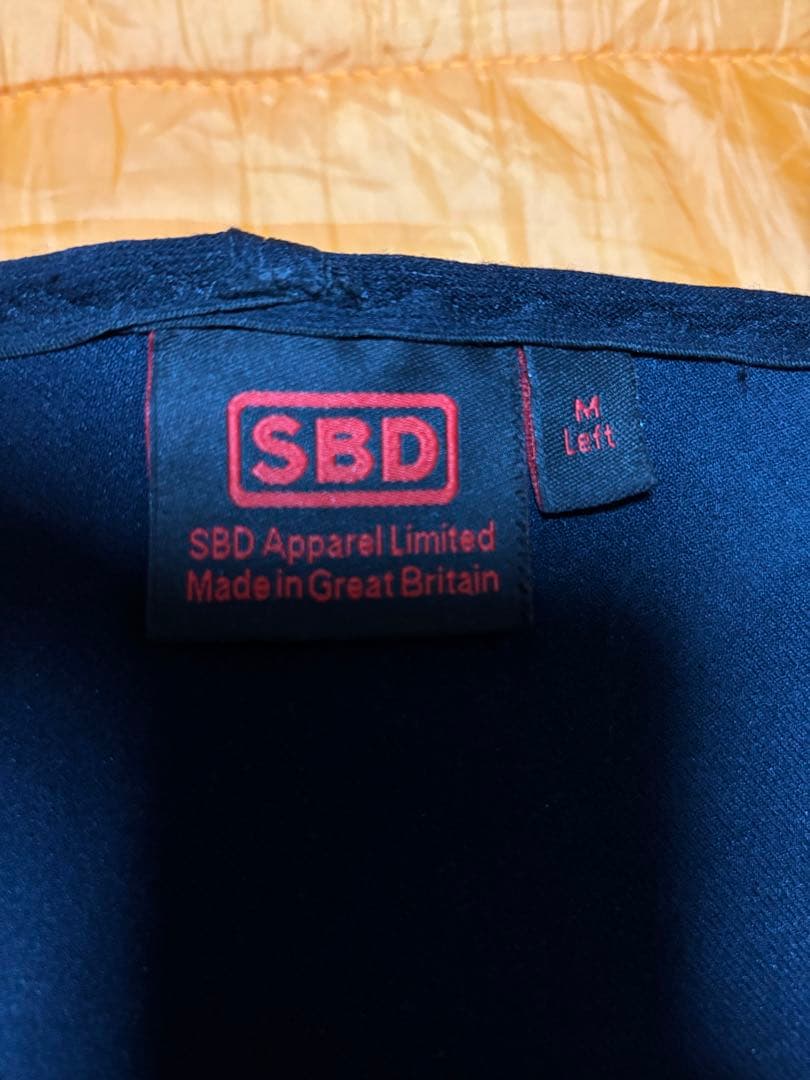 SBD
SBD Apparel Limited
Made in Great Britain
M
Left